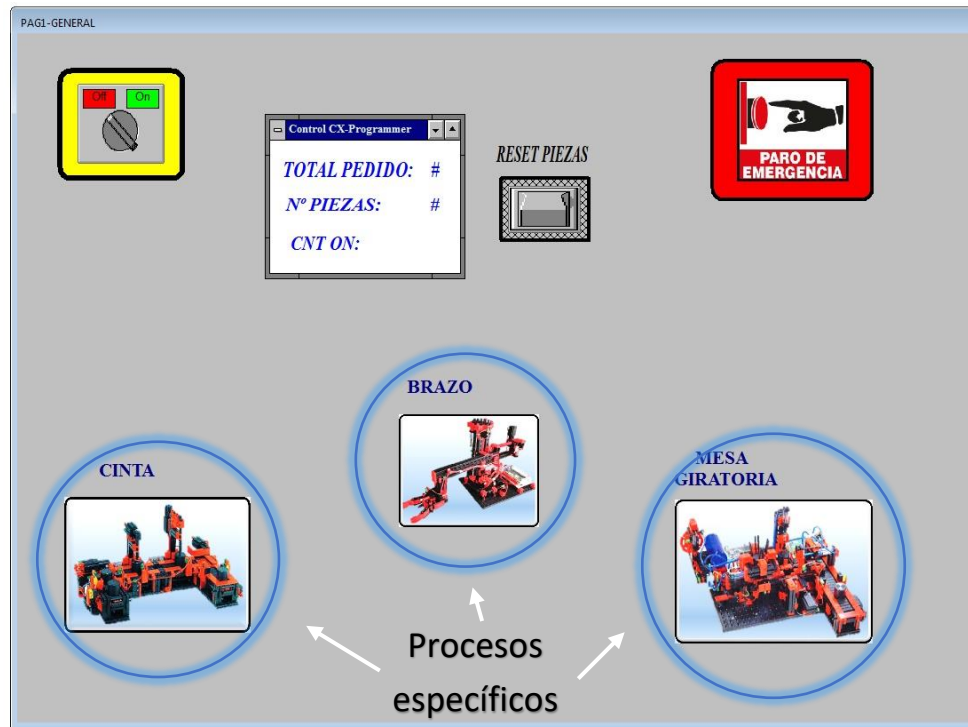 PAG1-GENERAL
Off On
Control CX-Programmer
TOTAL PEDIDO: #
Nº PIEZAS: #
CNT ON:
RESET PIEZAS
PARO DE
EMERGENCIA
BRAZO
CINTA
MESA
GIRATORIA
Procesos
específicos